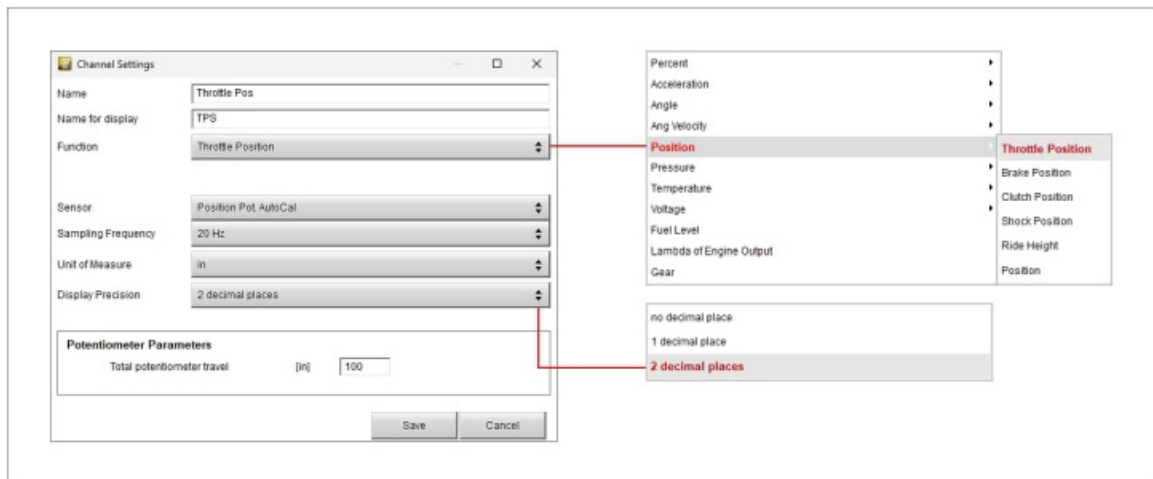 Channel Settings
Name
Throttle Pos
Name for display
TPS
Function
Throttle Position
Sensor
Position Pot, AutoCal
Sampling Frequency
20 Hz
Unit of Measure
in
Display Precision
2 decimal places
Potentiometer Parameters
Total potentiometer travel [in] 100
Save Cancel
Percent
Acceleration
Angle
Ang Velocity
Position
Pressure
Temperature
Voltage
Fuel Level
Lambda of Engine Output
Gear
Throttle Position
Brake Position
Clutch Position
Shock Position
Ride Height
Position
no decimal place
1 decimal place
2 decimal places